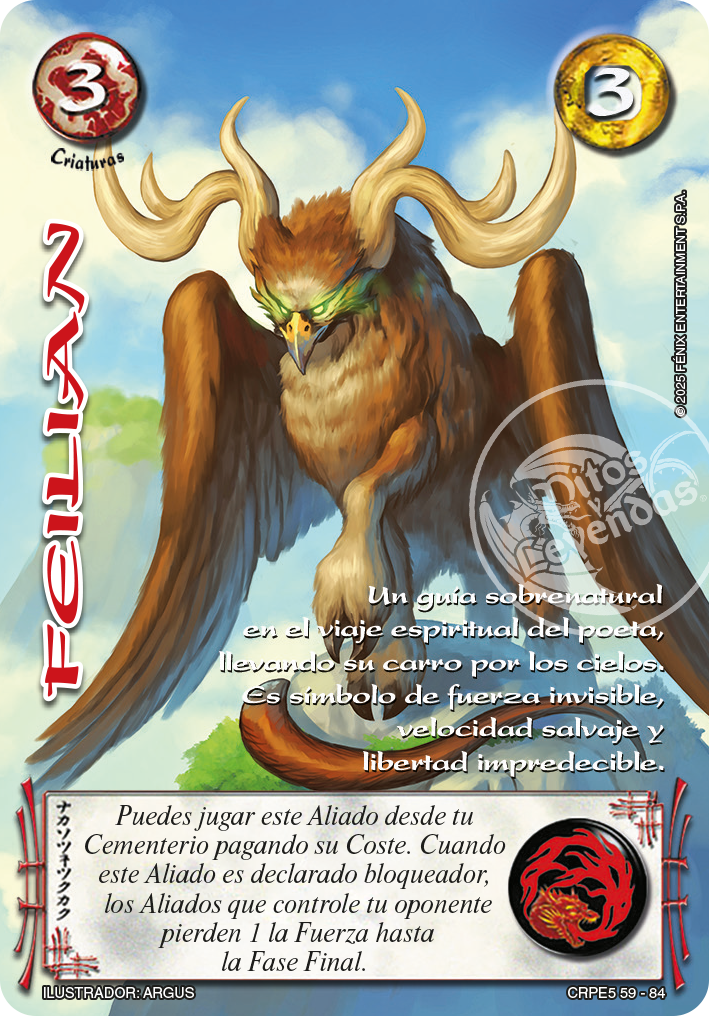 3
3
Criaturas
FEILIAN
© 2025 FÉNIX ENTERTAINMENT S.P.A.
Mitos
y
Leyendas®
Un guía sobrenatural
en el viaje espiritual del poeta,
llevando su carro por los cielos.
Es símbolo de fuerza invisible,
velocidad salvaje y
libertad impredecible.
ナカソツネツクカク
Puedes jugar este Aliado desde tu
Cementerio pagando su Coste. Cuando
este Aliado es declarado bloqueador,
los Aliados que controle tu oponente
pierden 1 la Fuerza hasta
la Fase Final.
ILUSTRADOR: ARGUS
CRPE5 59 - 84